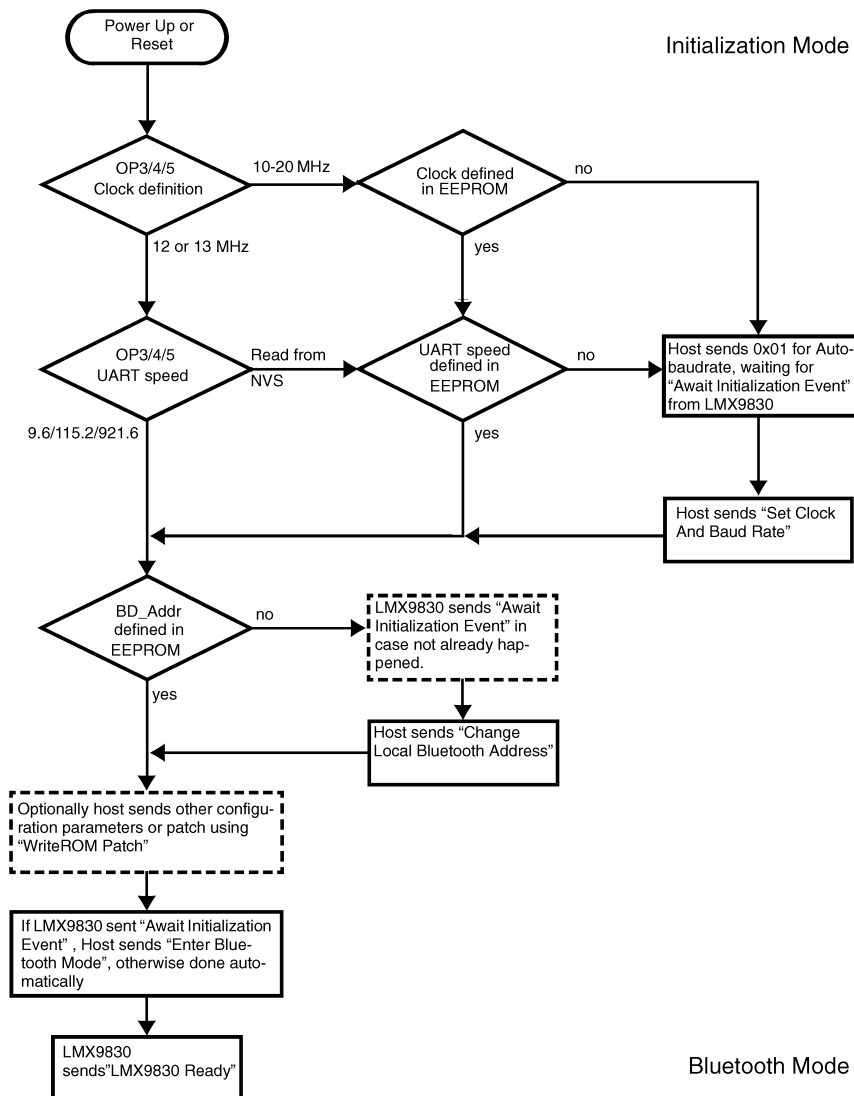 Power Up or
Reset
Initialization Mode
OP3/4/5
Clock definition
10-20 MHz
Clock defined
in EEPROM
no
12 or 13 MHz
yes
OP3/4/5
UART speed
Read from
NVS
UART speed
defined in
EEPROM
no
Host sends 0x01 for Auto-
baudrate, waiting for
“Await Initialization Event”
from LMX9830
9.6/115.2/921.6
yes
Host sends “Set Clock
And Baud Rate”
BD_Addr
defined in
EEPROM
no
LMX9830 sends “Await
Initialization Event” in
case not already hap-
pened.
yes
Host sends “Change
Local Bluetooth Address”
Optionally host sends other configu-
ration parameters or patch using
“WriteROM Patch”
If LMX9830 sent “Await Initialization
Event” , Host sends “Enter Blue-
tooth Mode”, otherwise done auto-
matically
LMX9830
sends”LMX9830 Ready”
Bluetooth Mode